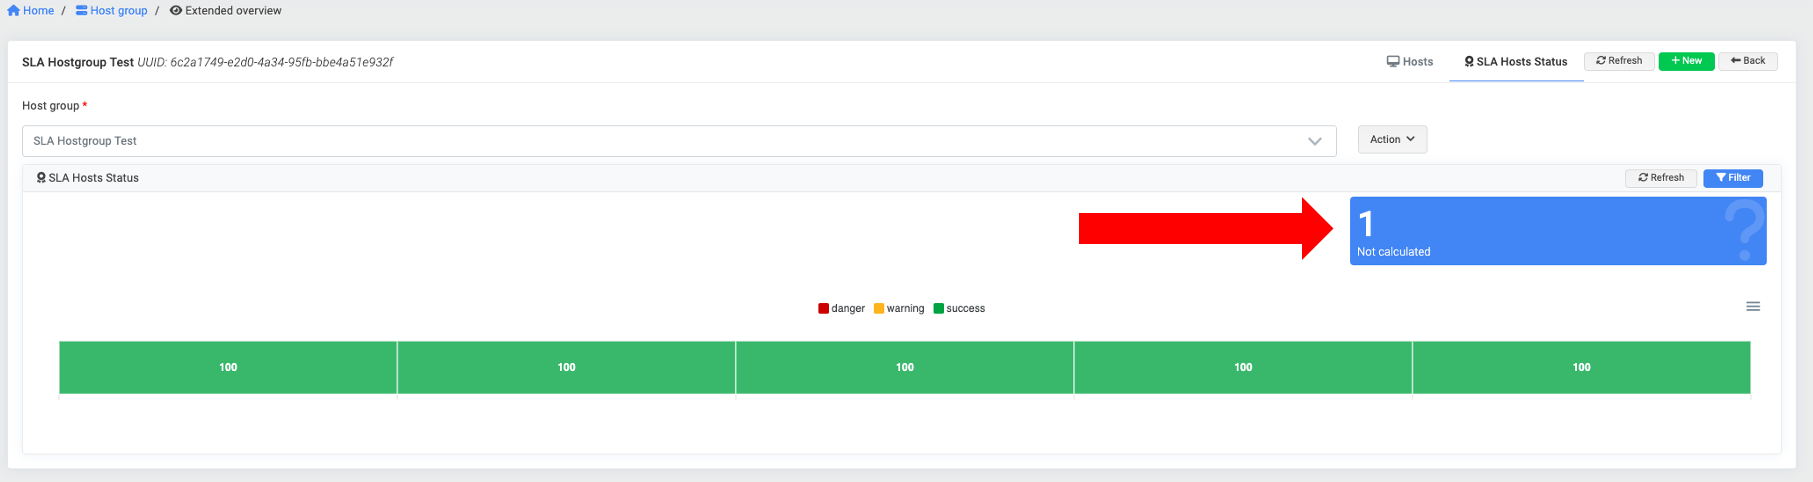 Home / Host group / Extended overview
SLA Hostgroup Test UUID: 6c2a1749-e2d0-4a34-95fb-bbe4a51e932f
Hosts SLA Hosts Status Refresh + New Back
Host group *
SLA Hostgroup Test
Action
SLA Hosts Status
Refresh Filter
1
Not calculated
danger warning success
100 100 100 100 100